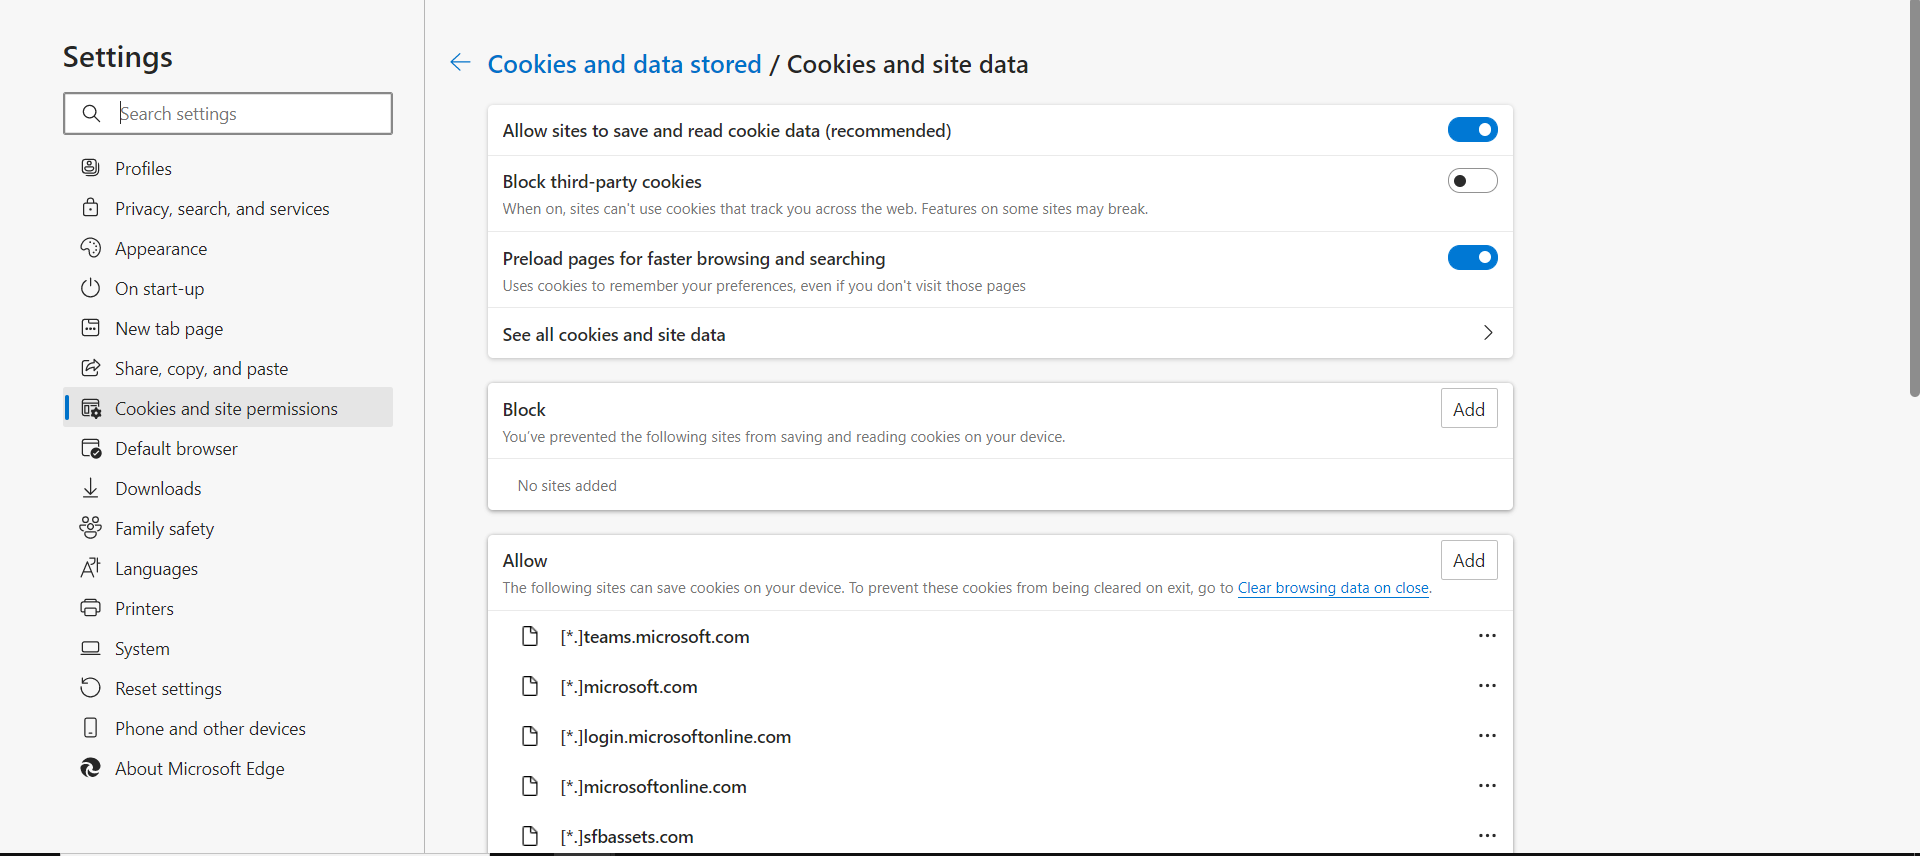 Settings
Search settings
Profiles
Privacy, search, and services
Appearance
On start-up
New tab page
Share, copy, and paste
Cookies and site permissions
Default browser
Downloads
Family safety
Languages
Printers
System
Reset settings
Phone and other devices
About Microsoft Edge
Cookies and data stored / Cookies and site data
Allow sites to save and read cookie data (recommended)
Block third-party cookies
When on, sites can't use cookies that track you across the web. Features on some sites may break.
Preload pages for faster browsing and searching
Uses cookies to remember your preferences, even if you don't visit those pages
See all cookies and site data
Block
Add
You've prevented the following sites from saving and reading cookies on your device.
No sites added
Allow
Add
The following sites can save cookies on your device. To prevent these cookies from being cleared on exit, go to Clear browsing data on close.
[*.]teams.microsoft.com
[*.]microsoft.com
[*.]login.microsoftonline.com
[*.]microsoftonline.com
[*.]sfbassets.com